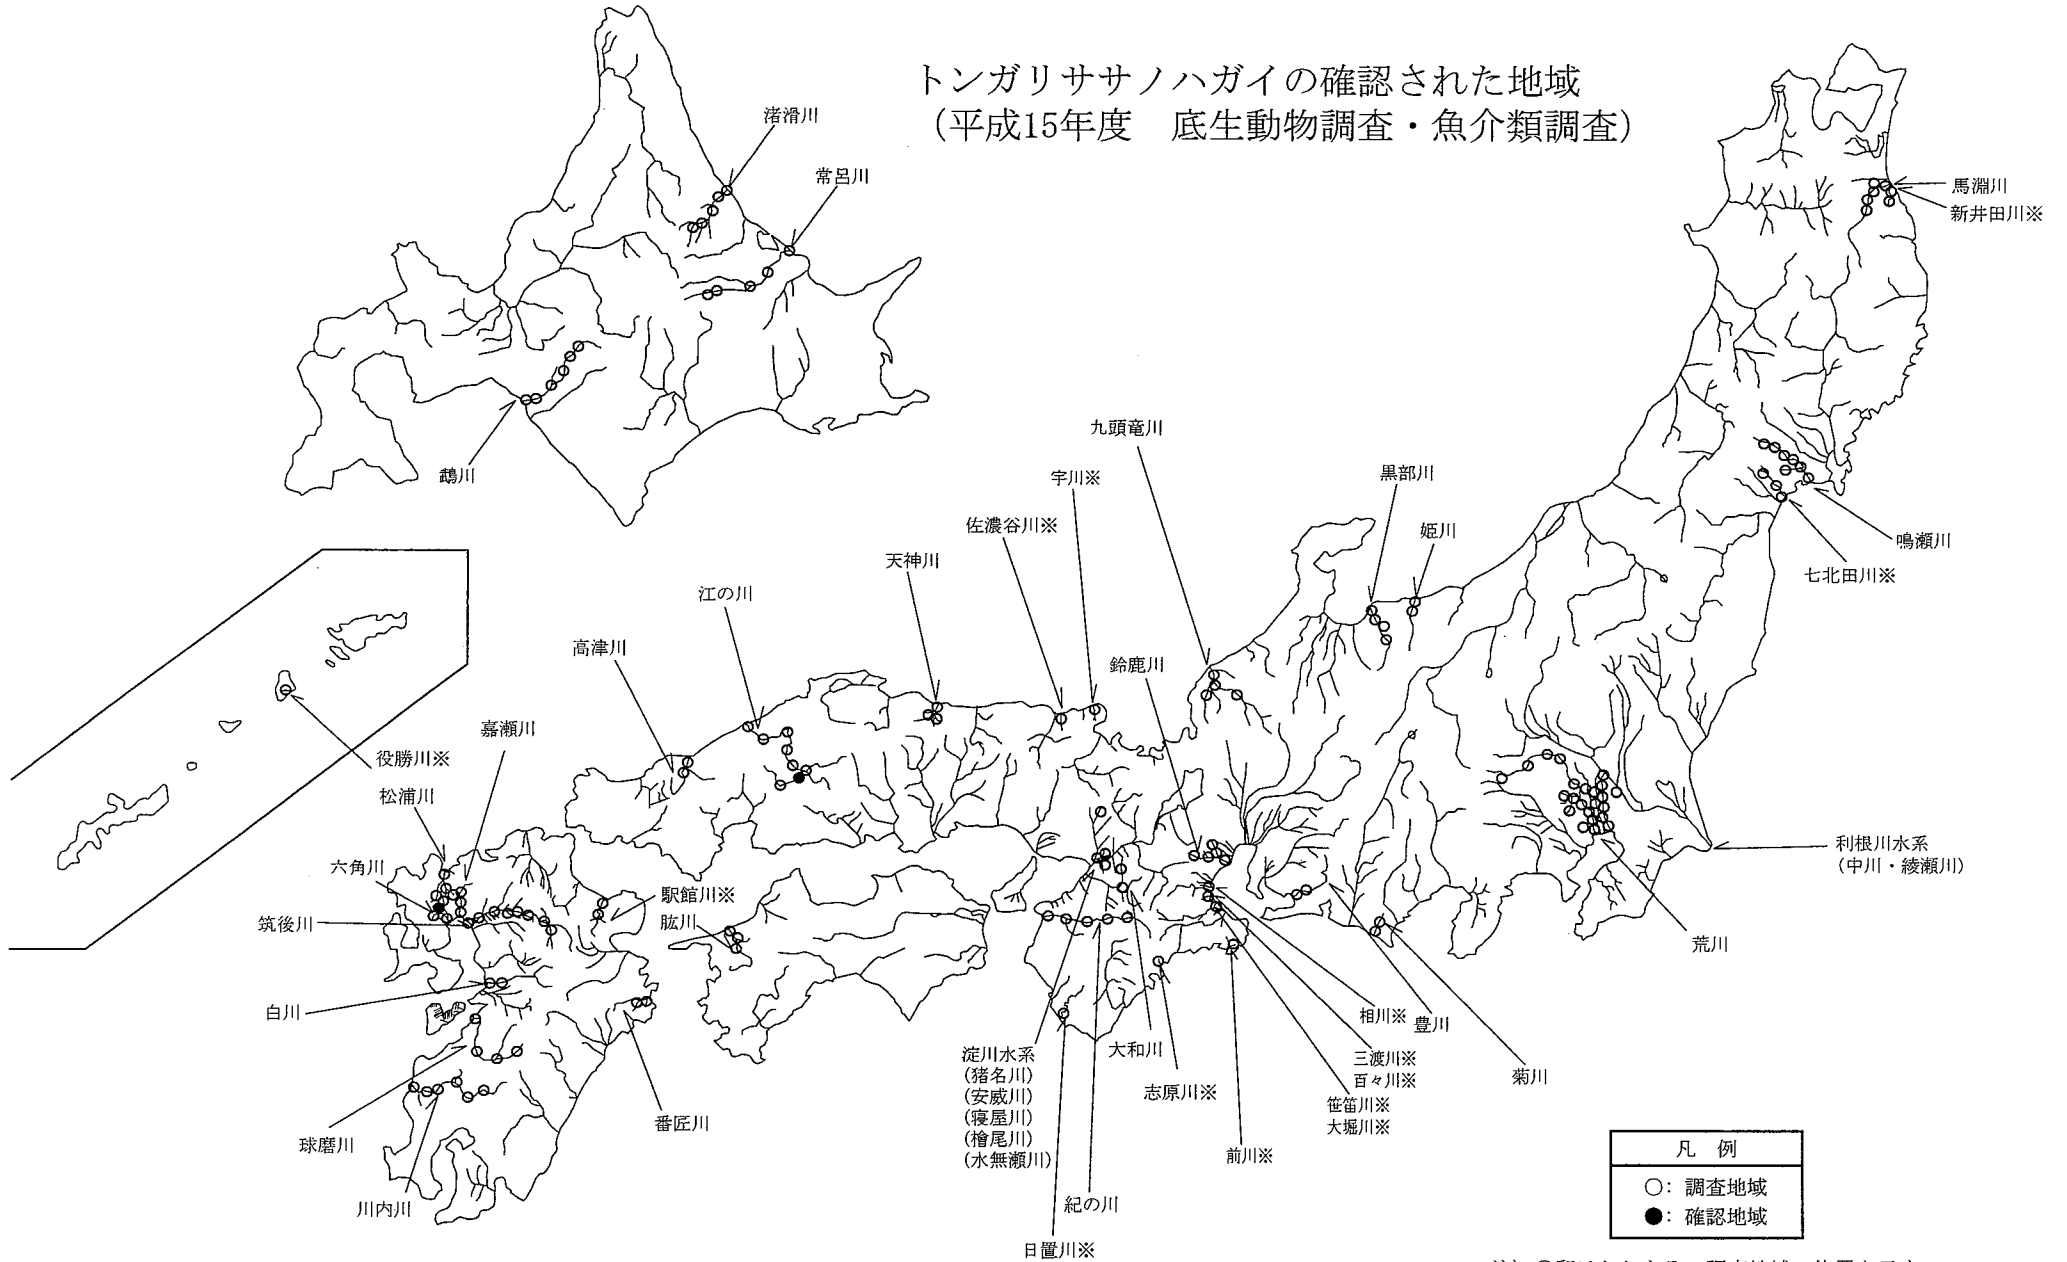 トンガリササノハガイの確認された地域
(平成15年度　底生動物調査・魚介類調査)
渚滑川
常呂川
鵡川
馬淵川
新井田川※
鳴瀬川
七北田川※
九頭竜川
宇川※
佐濃谷川※
天神川
江の川
高津川
黒部川
姫川
鈴鹿川
役勝川※
嘉瀬川
松浦川
六角川
筑後川
駅館川※
肱川
白川
球磨川
川内川
番匠川
利根川水系
(中川・綾瀬川)
荒川
相川※
豊川
三渡川※
百々川※
菊川
笹笛川※
大堀川※
淀川水系
(猪名川)
(安威川)
(寝屋川)
(檜尾川)
(水無瀬川)
大和川
志原川※
前川※
紀の川
日置川※
凡　例
○: 調査地域
●: 確認地域